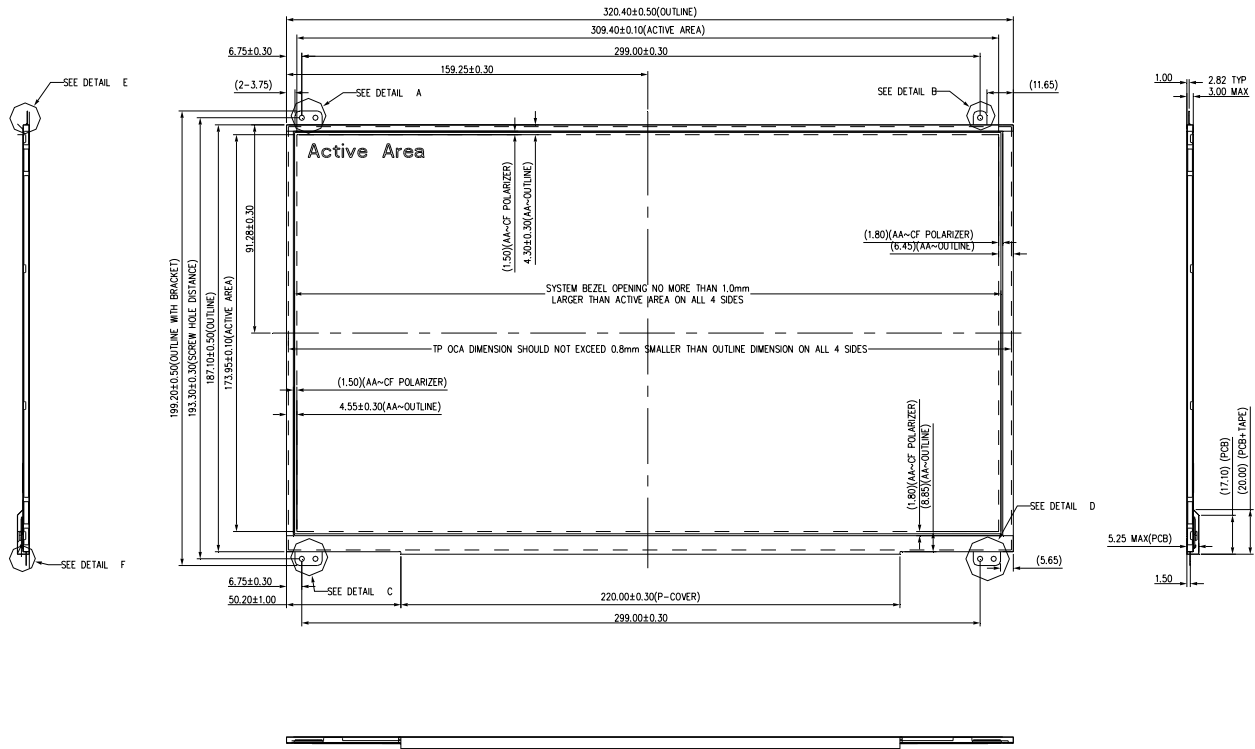 320.40±0.50(OUTLINE)
309.40±0.10(ACTIVE AREA)
6.75±0.30
299.00±0.30
159.25±0.30
SEE DETAIL E
(2-3.75)
SEE DETAIL A
SEE DETAIL B
(11.65)
1.00
2.82 TYP
3.00 MAX
Active Area
199.20±0.50(OUTLINE WITH BRACKET)
193.30±0.30(SCREW HOLE DISTANCE)
187.10±0.50(OUTLINE)
173.95±0.10(ACTIVE AREA)
91.28±0.30
(1.50)(AA~CF POLARIZER)
4.30±0.30(AA~OUTLINE)
(1.80)(AA~CF POLARIZER)
(6.45)(AA~OUTLINE)
SYSTEM BEZEL OPENING NO MORE THAN 1.0mm
LARGER THAN ACTIVE AREA ON ALL 4 SIDES
TP OCA DIMENSION SHOULD NOT EXCEED 0.8mm SMALLER THAN OUTLINE DIMENSION ON ALL 4 SIDES
(1.50)(AA~CF POLARIZER)
4.55±0.30(AA~OUTLINE)
(1.80)(AA~CF POLARIZER)
(8.85)(AA~OUTLINE)
SEE DETAIL D
(17.10) (PCB)
(20.00) (PCB+TAPE)
5.25 MAX(PCB)
SEE DETAIL F
6.75±0.30
SEE DETAIL C
(5.65)
1.50
50.20±1.00
220.00±0.30(P-COVER)
299.00±0.30